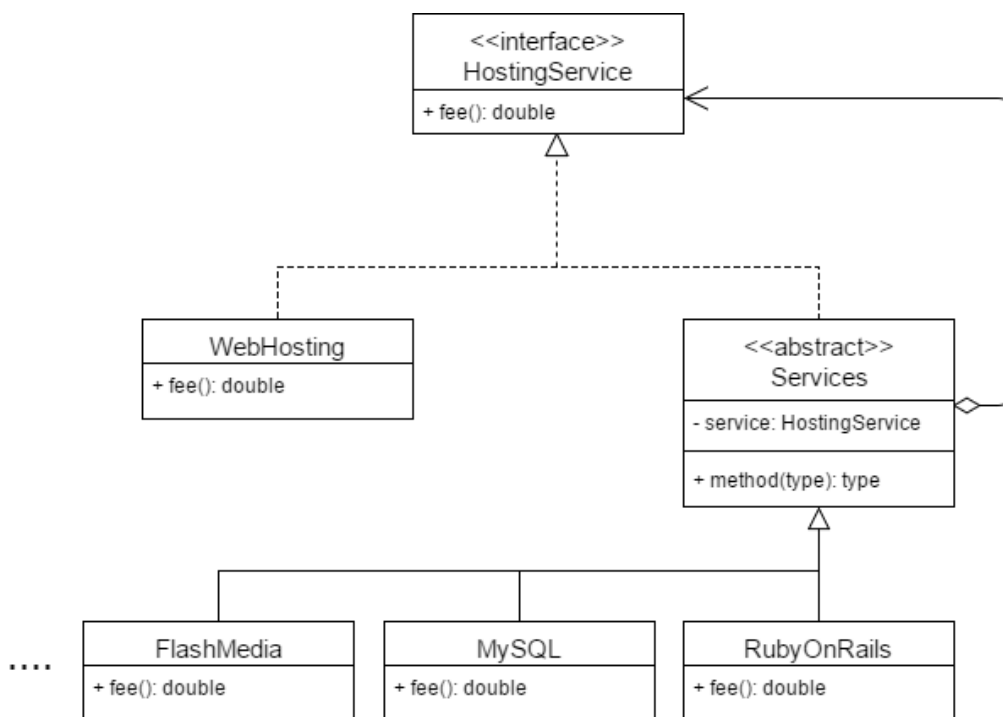 <<interface>>
HostingService
+ fee(): double
WebHosting
+ fee(): double
<<abstract>>
Services
- service: HostingService
+ method(type): type
....
FlashMedia
+ fee(): double
MySQL
+ fee(): double
RubyOnRails
+ fee(): double